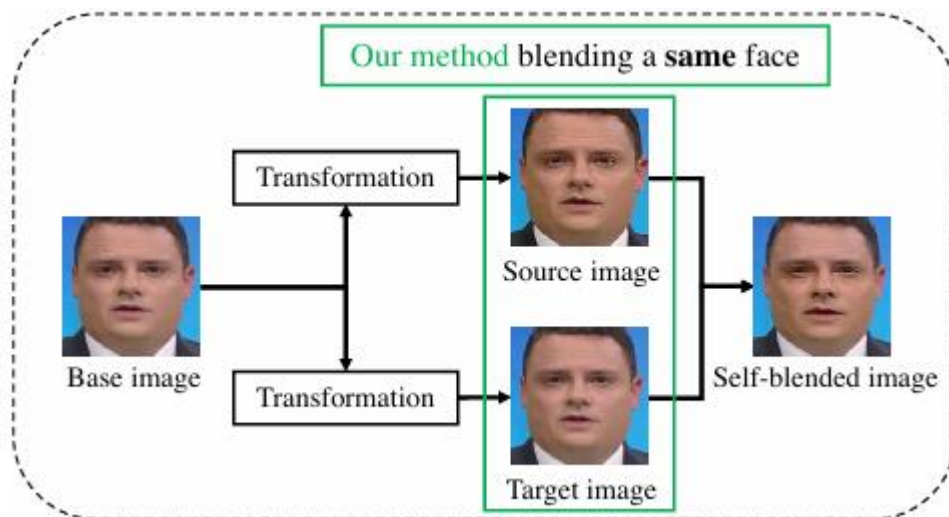 Our method blending a same face
Transformation
Source image
Base image
Self-blended image
Transformation
Target image